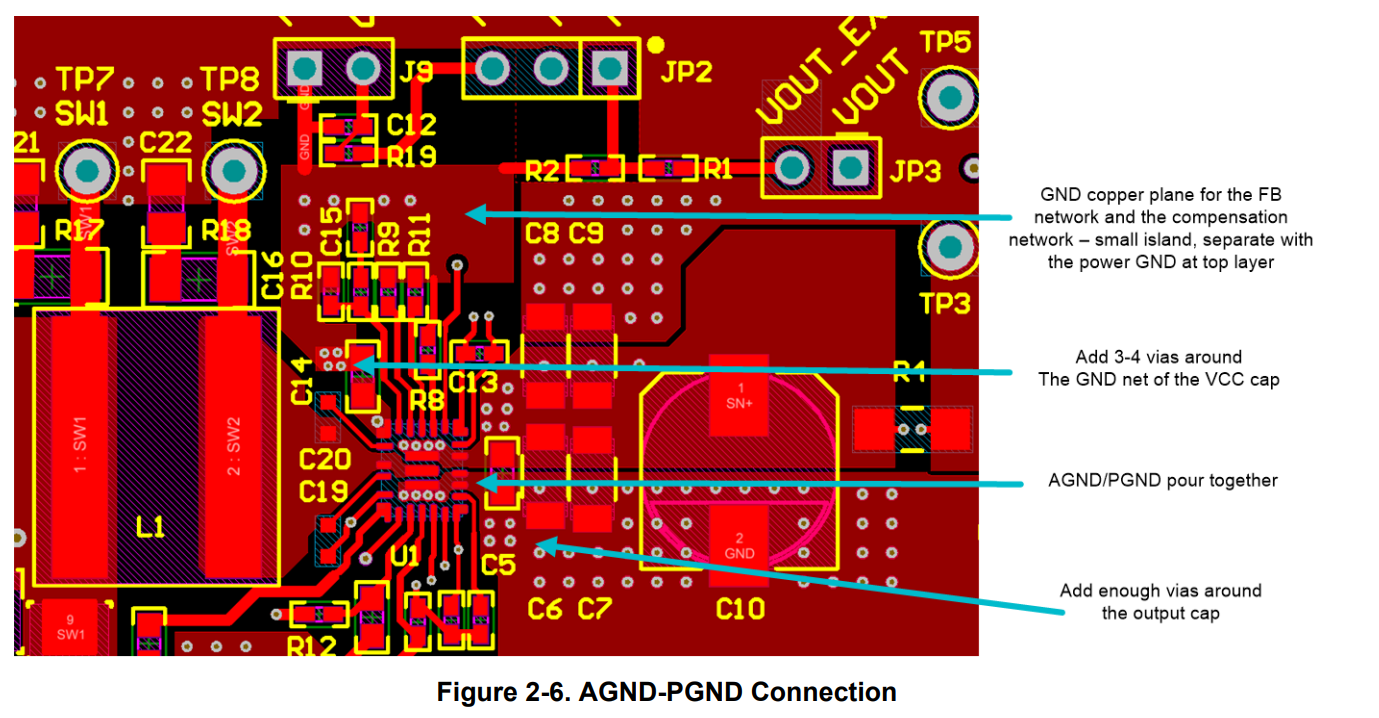 TP5
VOUT_EX
VOUT
J9
JP2
TP7
TP8
SW1
SW2
GND
GND
C12
R19
21
C22
R2
R1
JP3
SW1
SW2
R17
R18
C15
R9
R11
C8
C9
C16
R10
TP3
C14
C13
R8
R1
1
SN+
1 : SW1
2 : SW2
C20
C19
L1
U1
C5
2
GND
C6
C7
C10
9
SW1
R12
GND copper plane for the FB
network and the compensation
network – small island, separate with
the power GND at top layer
Add 3-4 vias around
The GND net of the VCC cap
AGND/PGND pour together
Add enough vias around
the output cap
Figure 2-6. AGND-PGND Connection